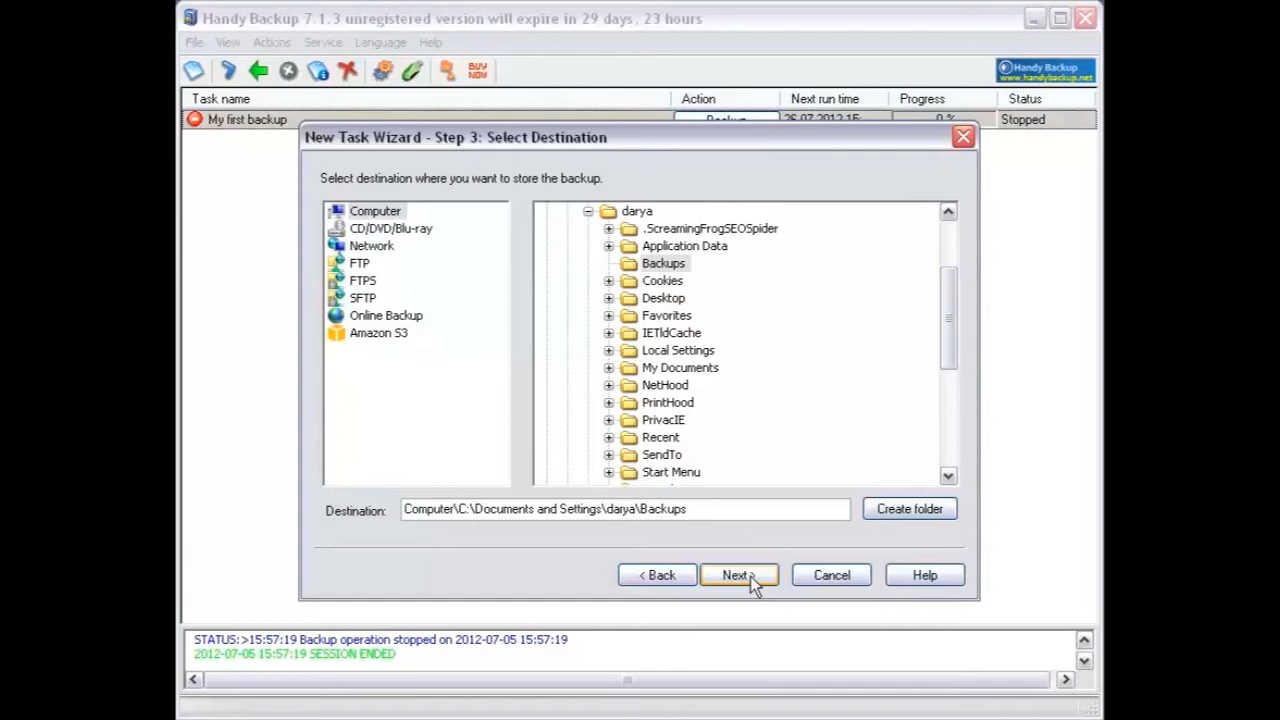 Handy Backup 7.1.3 unregistered version will expire in 29 days, 23 hours
File View Actions Service Language Help
BUY NOW
Handy Backup
www.handybackup.net
Task name Action Next run time Progress Status
My first backup Backup 26.07.2012 15: 0 % Stopped
New Task Wizard - Step 3: Select Destination
Select destination where you want to store the backup.
Computer
CD/DVD/Blu-ray
Network
FTP
FTPS
SFTP
Online Backup
Amazon S3
darya
.ScreamingFrogSEOSpider
Application Data
Backups
Cookies
Desktop
Favorites
IETldCache
Local Settings
My Documents
NetHood
PrintHood
PrivacIE
Recent
SendTo
Start Menu
Destination: Computer\C:\Documents and Settings\darya\Backups Create folder
< Back Next > Cancel Help
STATUS:>15:57:19 Backup operation stopped on 2012-07-05 15:57:19
2012-07-05 15:57:19 SESSION ENDED